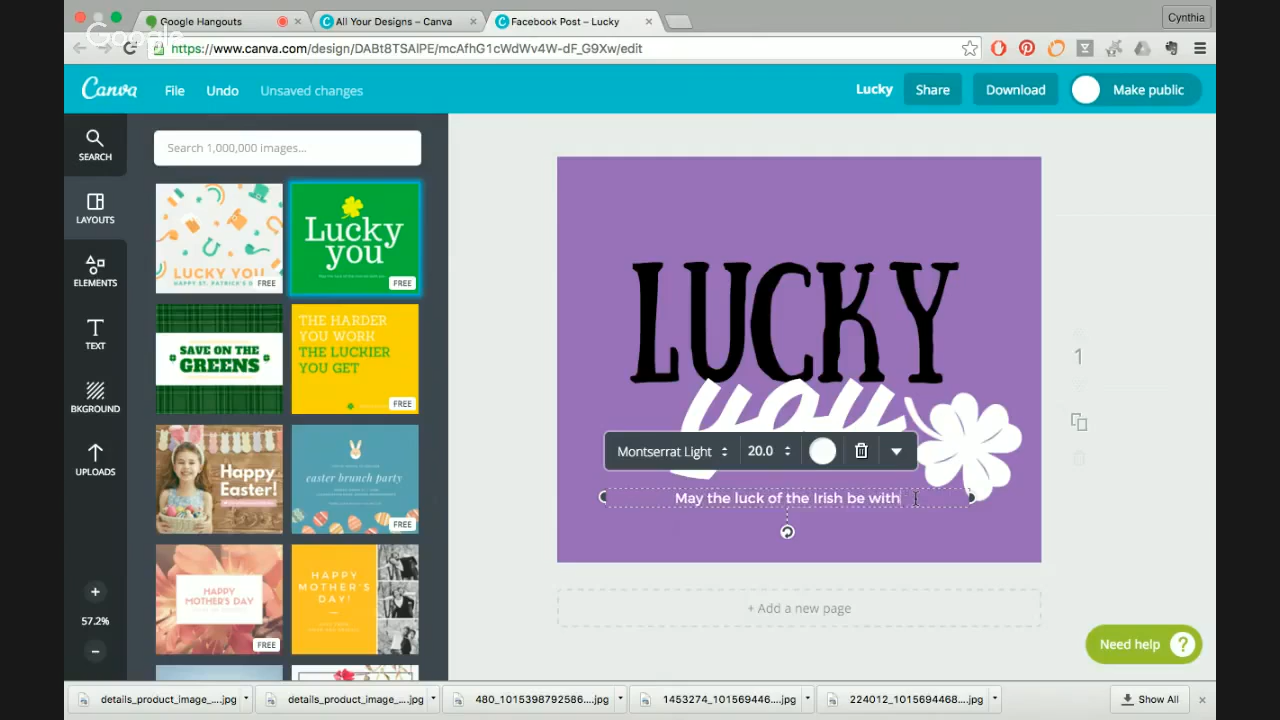 Google Hangouts
All Your Designs – Canva
Facebook Post – Lucky
Cynthia
Google
https://www.canva.com/design/DABt8TSAlPE/mcAfhG1cWdWv4W-dF_G9Xw/edit
Canva
File
Undo
Unsaved changes
Lucky
Share
Download
Make public
SEARCH
LAYOUTS
ELEMENTS
TEXT
BKGROUND
UPLOADS
57.2%
Search 1,000,000 images...
LUCKY YOU
HAPPY ST. PATRICK'S D
FREE
Lucky
you
FREE
SAVE ON THE
GREENS
THE HARDER
YOU WORK
THE LUCKIER
YOU GET
FREE
Happy
Easter!
easter brunch party
FREE
HAPPY
MOTHER'S DAY
FREE
HAPPY
MOTHER'S
DAY!
LUCKY
you
Montserrat Light
20.0
May the luck of the Irish be with
1
+ Add a new page
Need help ?
details_product_image_....jpg
details_product_image_....jpg
480_1015398792586....jpg
1453274_101569446....jpg
224012_1015694468....jpg
Show All